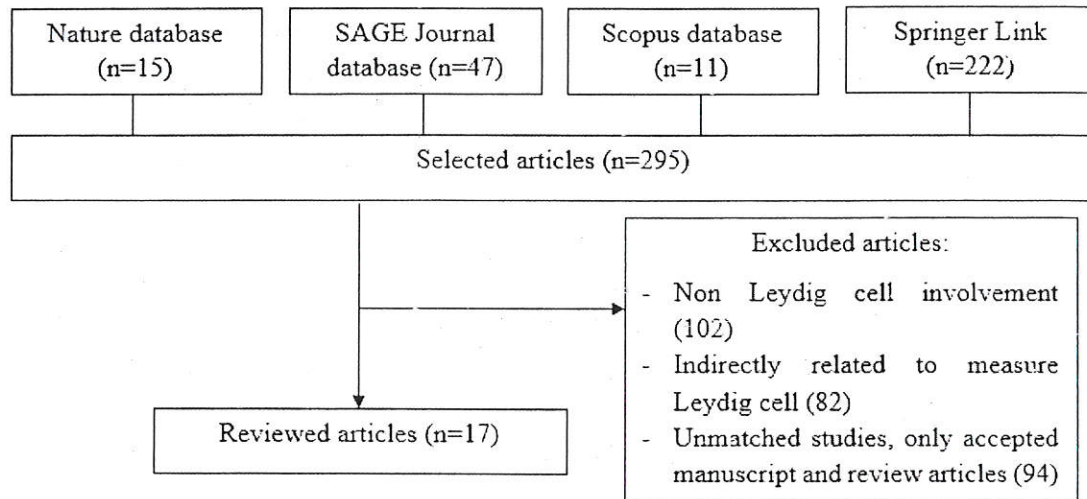 Nature database
(n=15)
SAGE Journal
database (n=47)
Scopus database
(n=11)
Springer Link
(n=222)
Selected articles (n=295)
Excluded articles:
- Non Leydig cell involvement
(102)
- Indirectly related to measure
Leydig cell (82)
- Unmatched studies, only accepted
manuscript and review articles (94)
Reviewed articles (n=17)